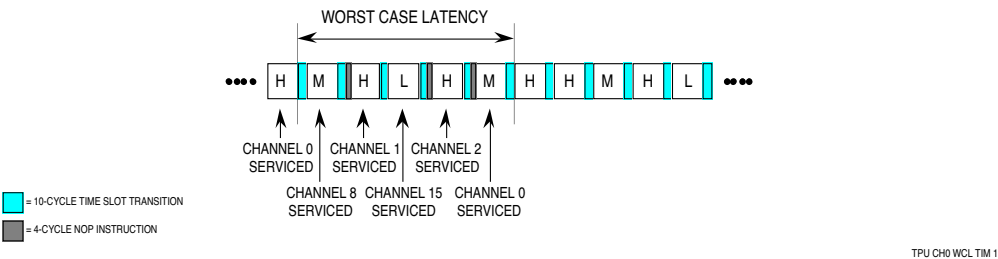 WORST CASE LATENCY
H M H L H M H H M H L
CHANNEL 0 SERVICED
CHANNEL 1 SERVICED
CHANNEL 2 SERVICED
CHANNEL 8 SERVICED
CHANNEL 15 SERVICED
CHANNEL 0 SERVICED
= 10-CYCLE TIME SLOT TRANSITION
= 4-CYCLE NOP INSTRUCTION
TPU CH0 WCL TIM 1